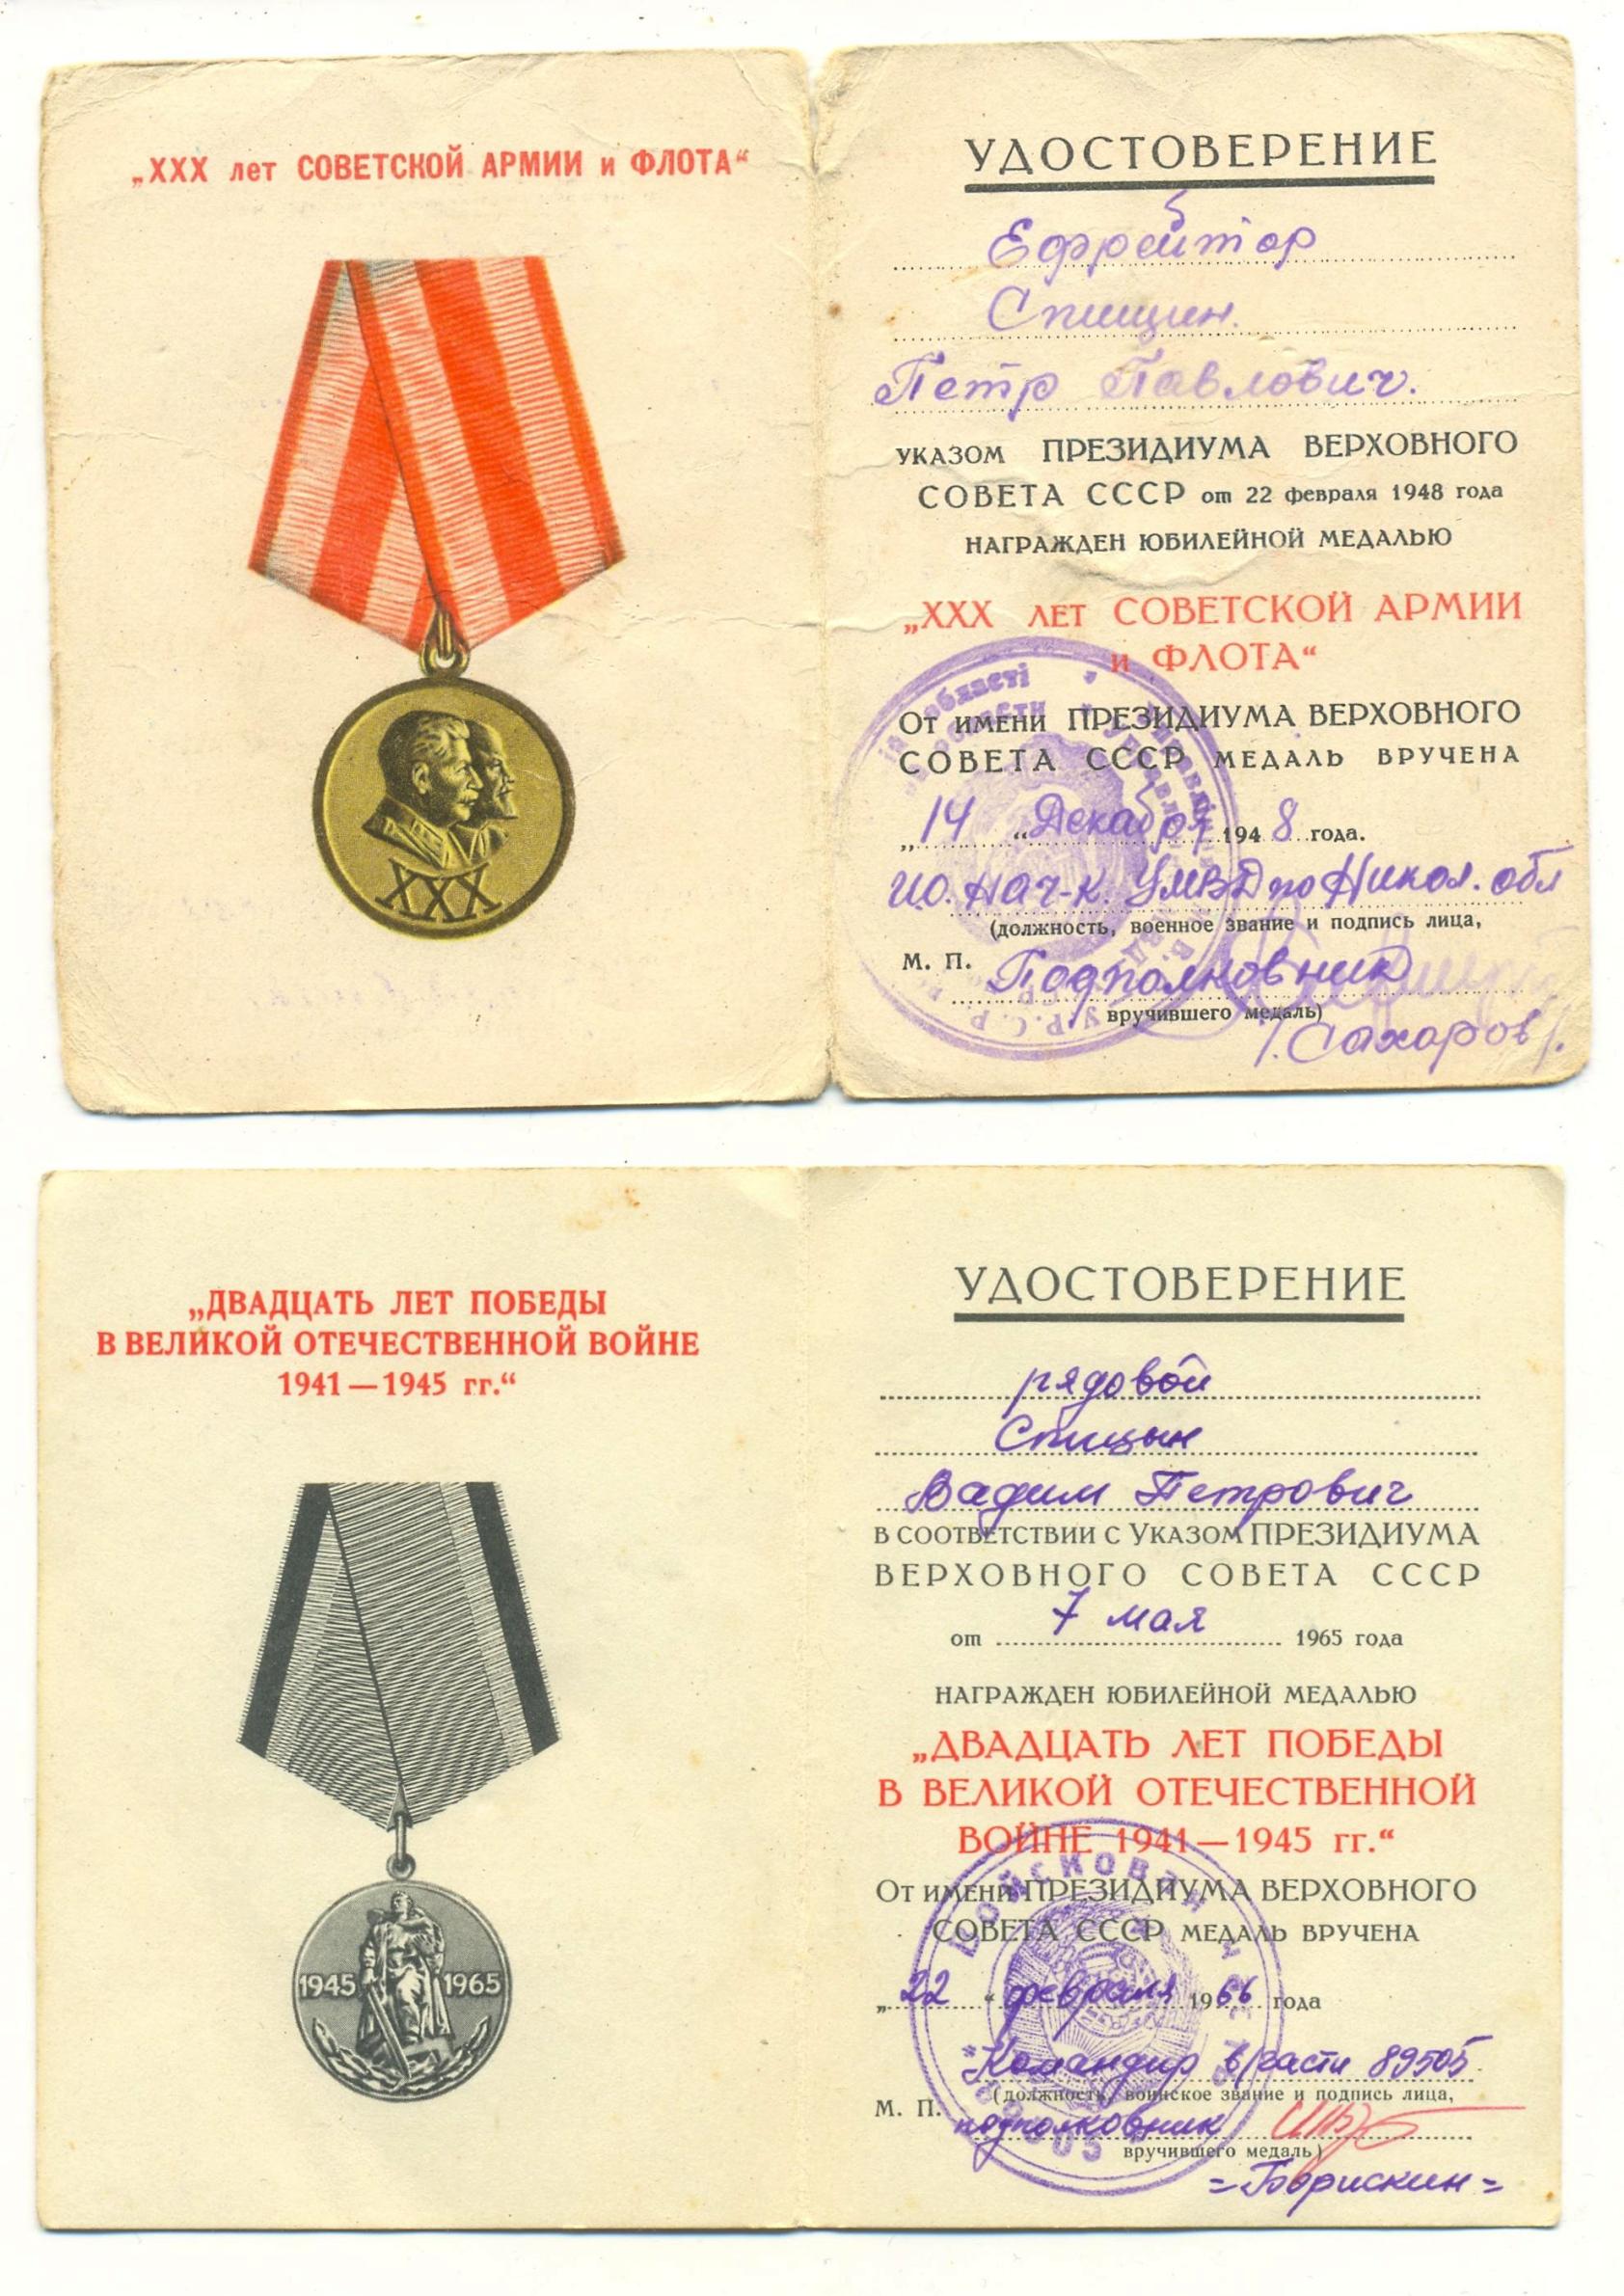 „XXX лет СОВЕТСКОЙ АРМИИ и ФЛОТА“
УДОСТОВЕРЕНИЕ
Ефрейтор
Спицин
Петр Павлович.
УКАЗОМ ПРЕЗИДИУМА ВЕРХОВНОГО
СОВЕТА СССР от 22 февраля 1948 года
НАГРАЖДЕН ЮБИЛЕЙНОЙ МЕДАЛЬЮ
„XXX ЛЕТ СОВЕТСКОЙ АРМИИ
и ФЛОТА“
От имени ПРЕЗИДИУМА ВЕРХОВНОГО
СОВЕТА СССР МЕДАЛЬ ВРУЧЕНА
„14“ Декабря 1948 года.
И.О. Нач-к. УМВД по Никол. обл
(должность, военное звание и подпись лица,
М. П. Подполковник
вручившего медаль)
/. Сахаров /.
XXX
„ДВАДЦАТЬ ЛЕТ ПОБЕДЫ
В ВЕЛИКОЙ ОТЕЧЕСТВЕННОЙ ВОЙНЕ
1941—1945 гг.“
1945 1965
УДОСТОВЕРЕНИЕ
рядовой
Спицын
Вадим Петрович
В СООТВЕТСТВИИ С УКАЗОМ ПРЕЗИДИУМА
ВЕРХОВНОГО СОВЕТА СССР
от 7 мая 1965 года
НАГРАЖДЕН ЮБИЛЕЙНОЙ МЕДАЛЬЮ
„ДВАДЦАТЬ ЛЕТ ПОБЕДЫ
В ВЕЛИКОЙ ОТЕЧЕСТВЕННОЙ
ВОЙНЕ 1941—1945 гг.“
От имени ПРЕЗИДИУМА ВЕРХОВНОГО
СОВЕТА СССР МЕДАЛЬ ВРУЧЕНА
„22“ февраля 1966 года
Командир в/части 89505
(должность, воинское звание и подпись лица,
М. П. подполковник
вручившего медаль)
=Борискин=